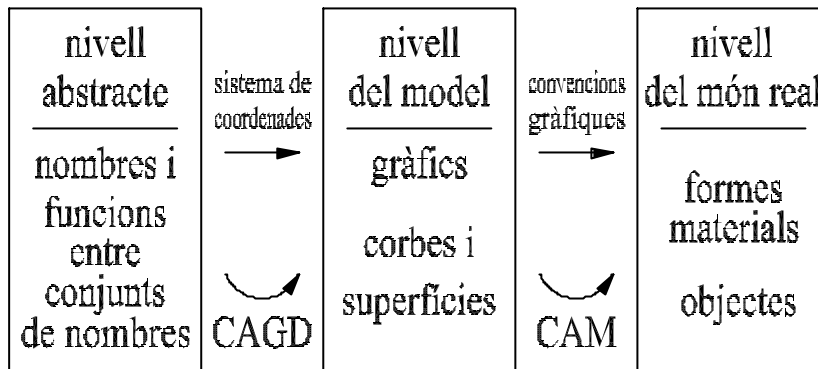 nivell
abstracte
nombres i
funcions
entre
conjunts
de nombres
sistema de
coordenades
CAGD
nivell
del model
gràfics
corbes i
superfícies
convencions
gràfiques
CAM
nivell
del món real
formes
materials
objectes